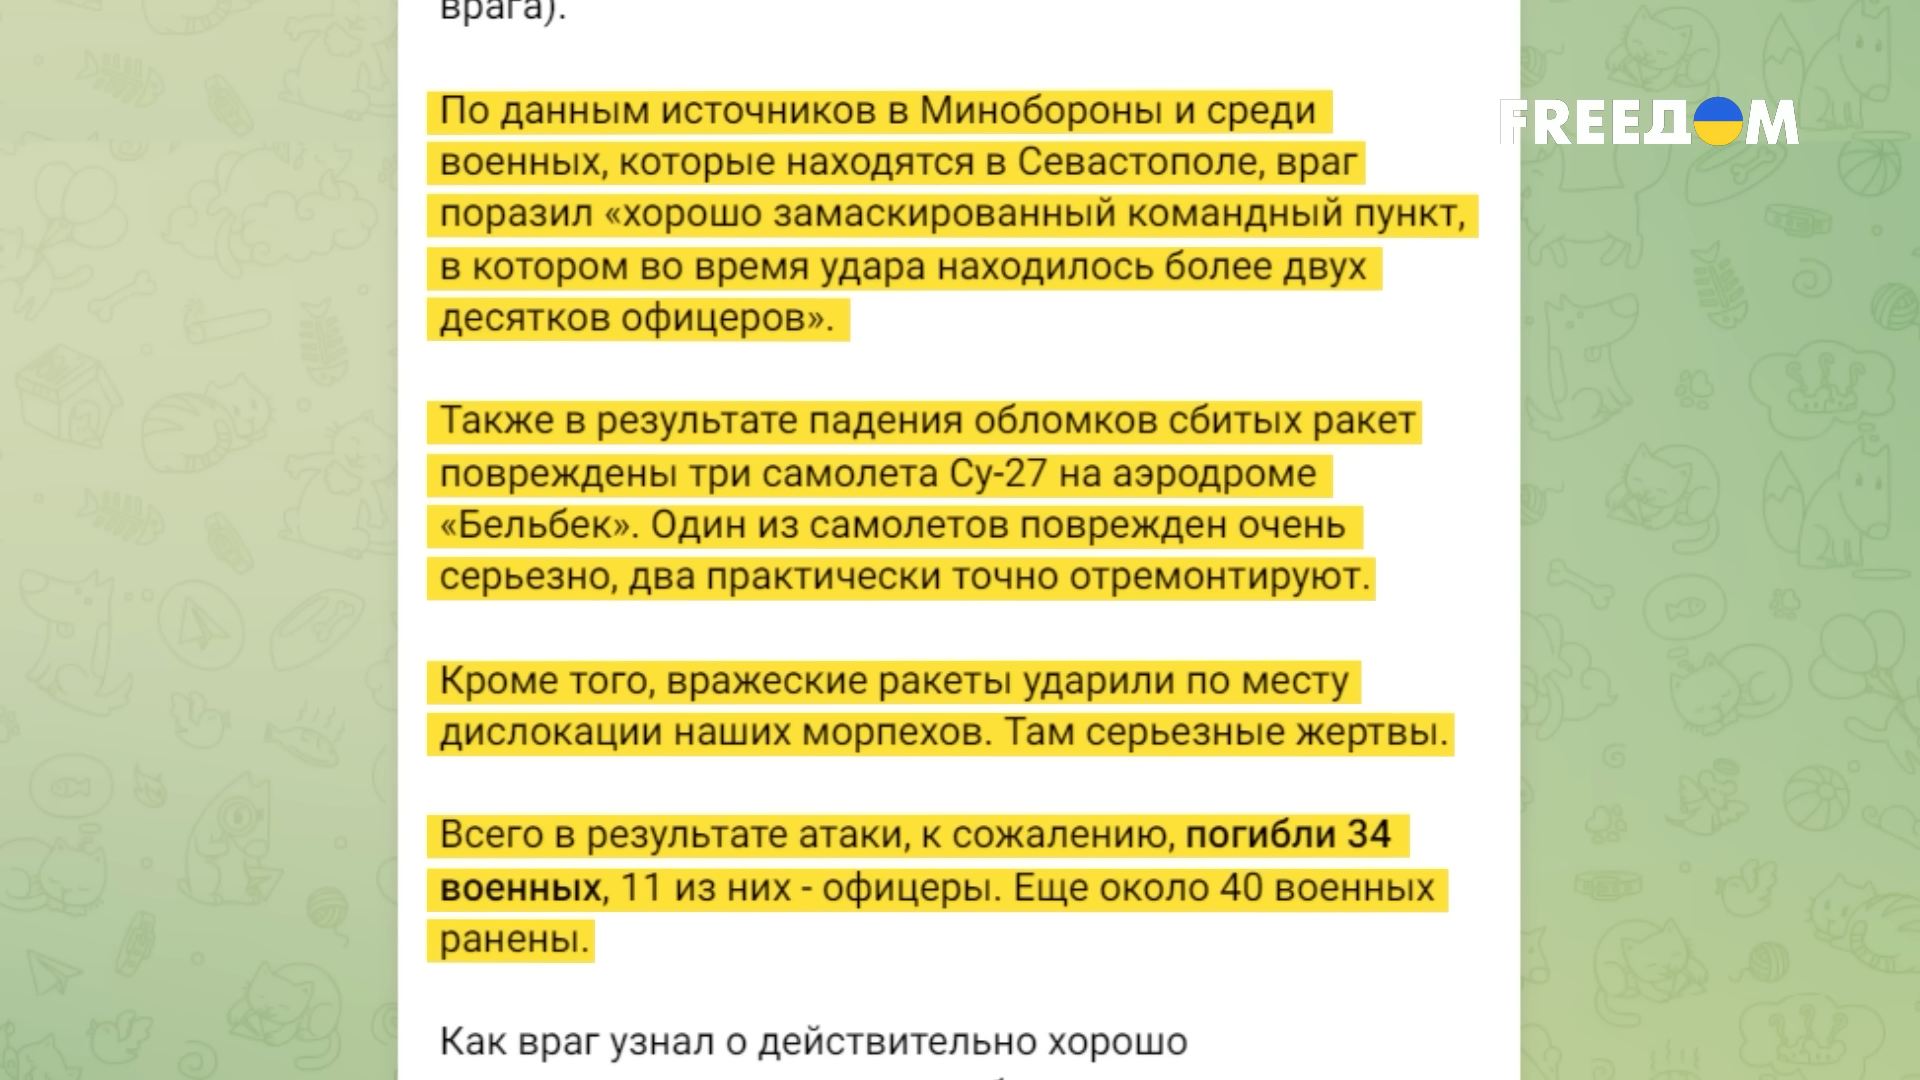 врага).
По данным источников в Минобороны и среди
военных, которые находятся в Севастополе, враг
поразил «хорошо замаскированный командный пункт,
в котором во время удара находилось более двух
десятков офицеров».
Также в результате падения обломков сбитых ракет
повреждены три самолета Су-27 на аэродроме
«Бельбек». Один из самолетов поврежден очень
серьезно, два практически точно отремонтируют.
Кроме того, вражеские ракеты ударили по месту
дислокации наших морпехов. Там серьезные жертвы.
Всего в результате атаки, к сожалению, погибли 34
военных, 11 из них - офицеры. Еще около 40 военных
ранены.
Как враг узнал о действительно хорошо
FREEДОМ